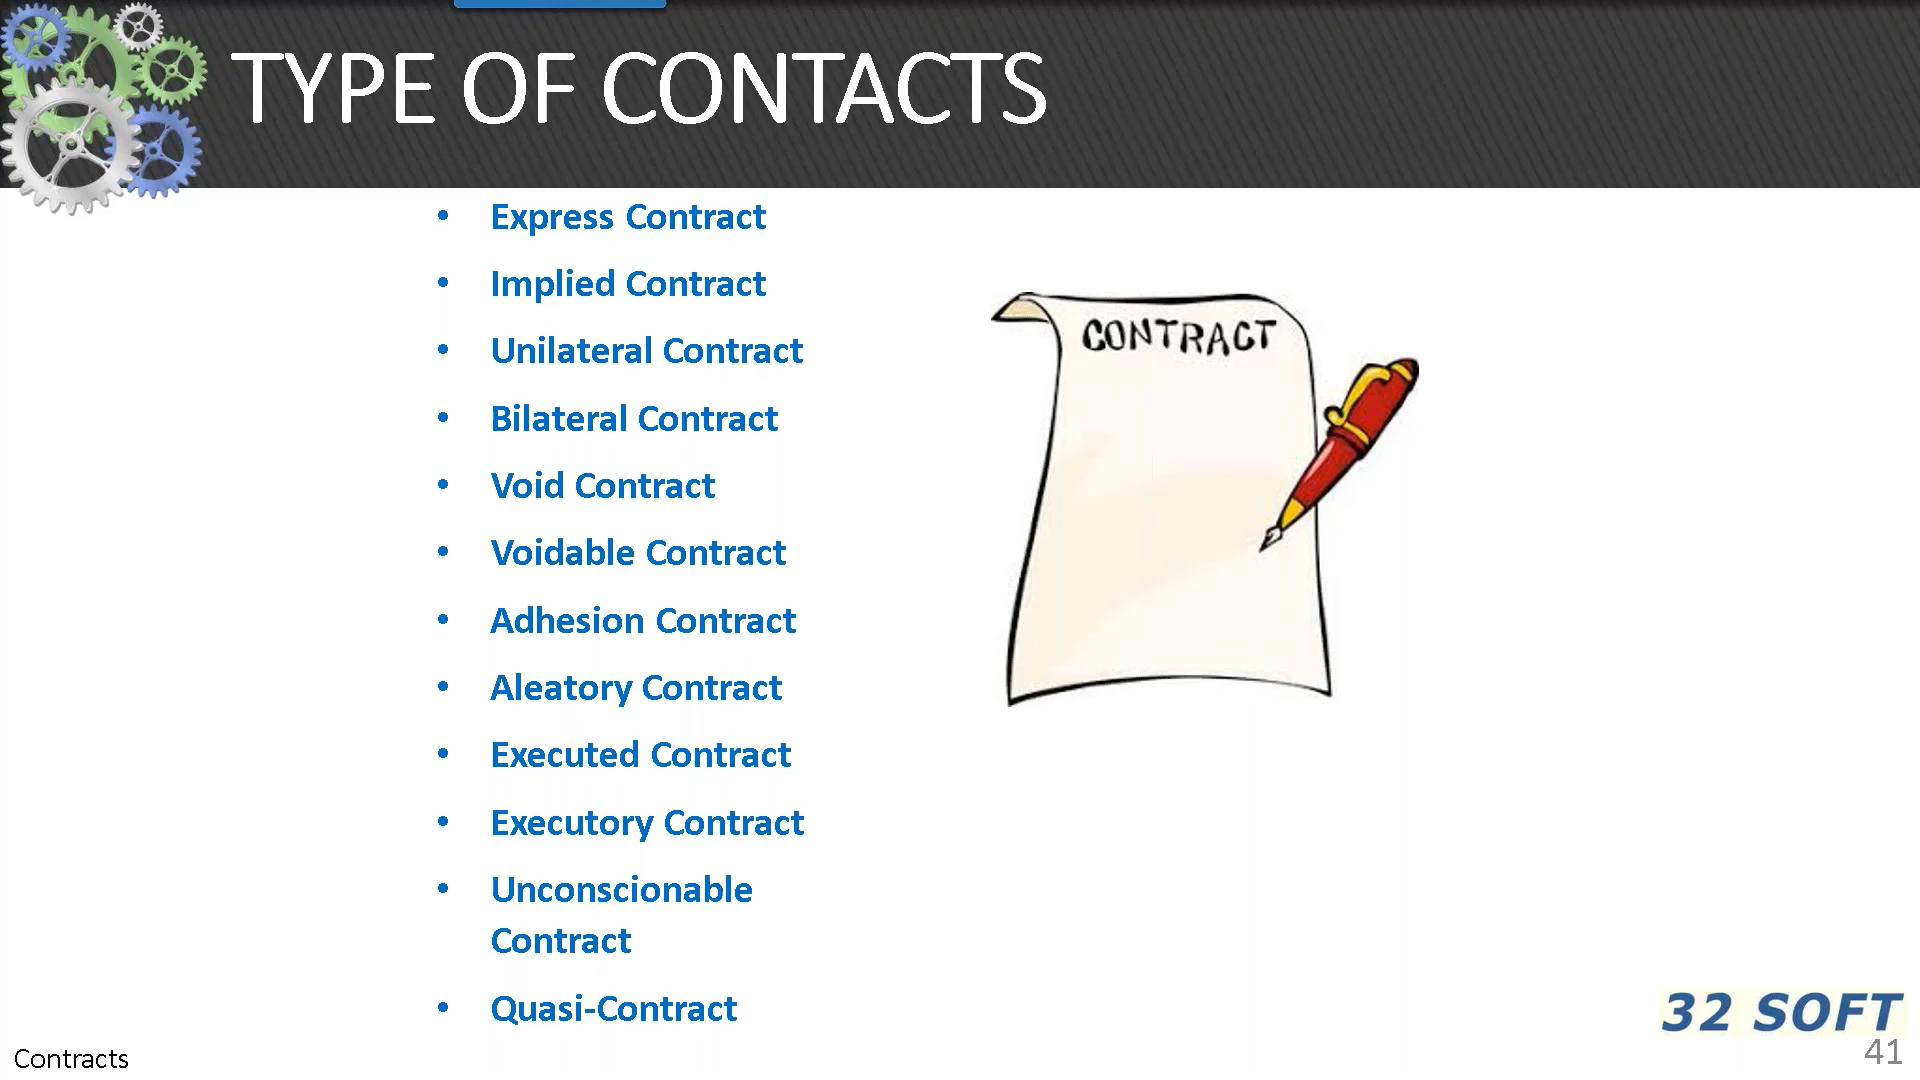 TYPE OF CONTACTS
• Express Contract
• Implied Contract
• Unilateral Contract
• Bilateral Contract
• Void Contract
• Voidable Contract
• Adhesion Contract
• Aleatory Contract
• Executed Contract
• Executory Contract
• Unconscionable
Contract
• Quasi-Contract
CONTRACT
32 SOFT
Contracts
41